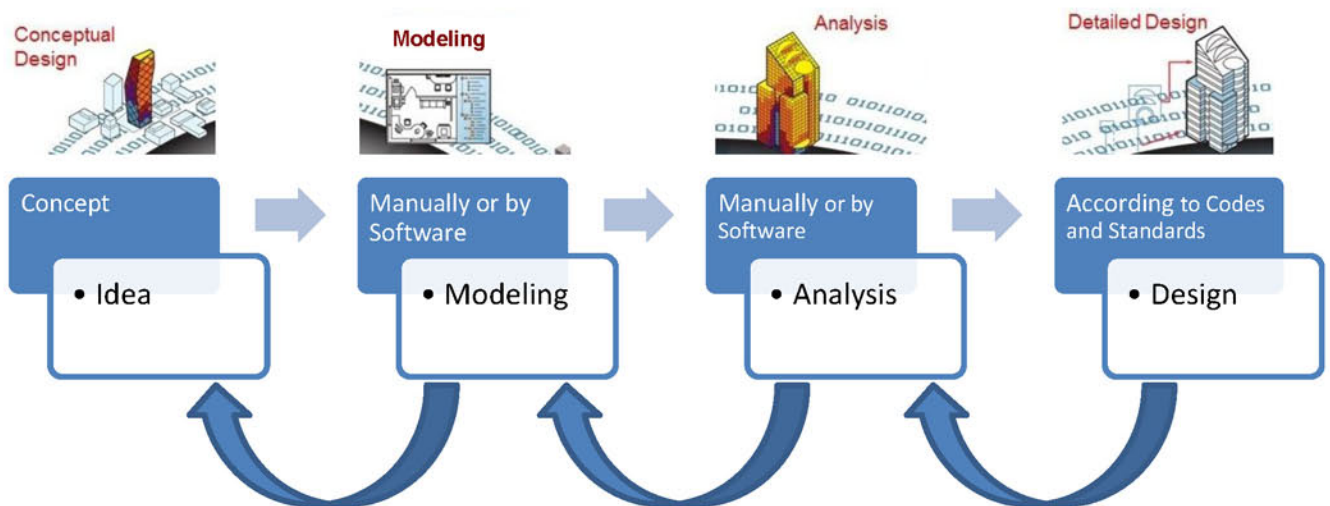 Conceptual
Design
Modeling
Analysis
Detailed Design
Concept
• Idea
Manually or by
Software
• Modeling
Manually or by
Software
• Analysis
According to Codes
and Standards
• Design